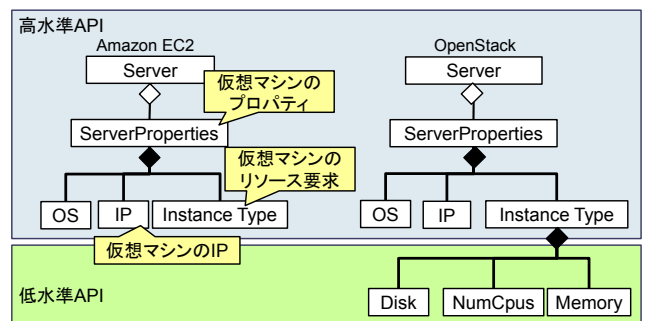 高水準API
Amazon EC2
OpenStack
Server
Server
仮想マシンの
プロパティ
ServerProperties
ServerProperties
仮想マシンの
リソース要求
OS
IP
Instance Type
OS
IP
Instance Type
仮想マシンのIP
低水準API
Disk
NumCpus
Memory